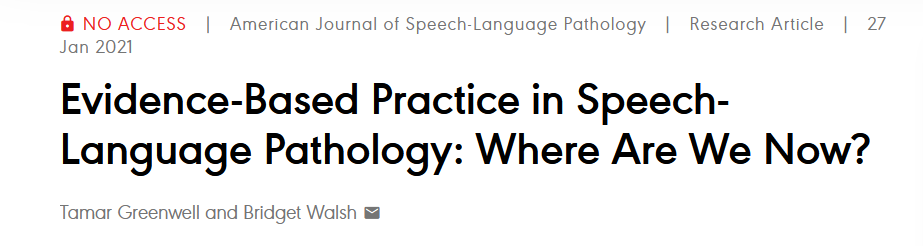 NO ACCESS | American Journal of Speech-Language Pathology | Research Article | 27
Jan 2021
Evidence-Based Practice in Speech-
Language Pathology: Where Are We Now?
Tamar Greenwell and Bridget Walsh